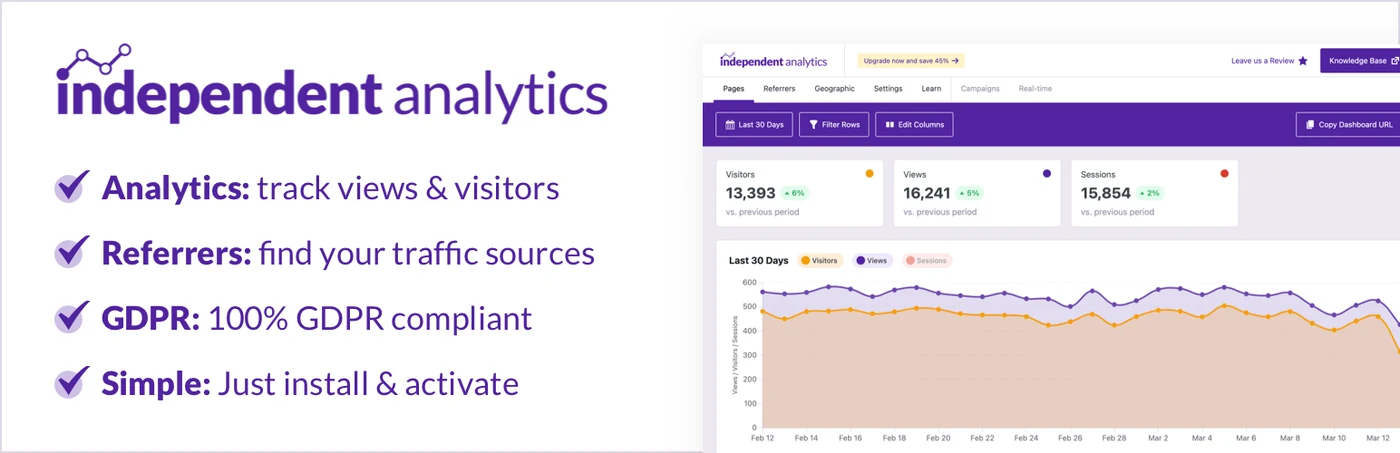 independent analytics
Analytics: track views & visitors
Referrers: find your traffic sources
GDPR: 100% GDPR compliant
Simple: Just install & activate
independent analytics
Upgrade now and save 45% →
Leave us a Review
Knowledge Base
Pages Referrers Geographic Settings Learn Campaigns Real-time
Last 30 Days Filter Rows Edit Columns Copy Dashboard URL
Visitors Views Sessions
13,393 6% 16,241 5% 15,854 2%
vs. previous period vs. previous period vs. previous period
Last 30 Days Visitors Views Sessions
Views / Visitors / Sessions
600
500
400
300
200
100
0
Feb 12 Feb 14 Feb 16 Feb 18 Feb 20 Feb 22 Feb 24 Feb 26 Feb 28 Mar 2 Mar 4 Mar 6 Mar 8 Mar 10 Mar 12